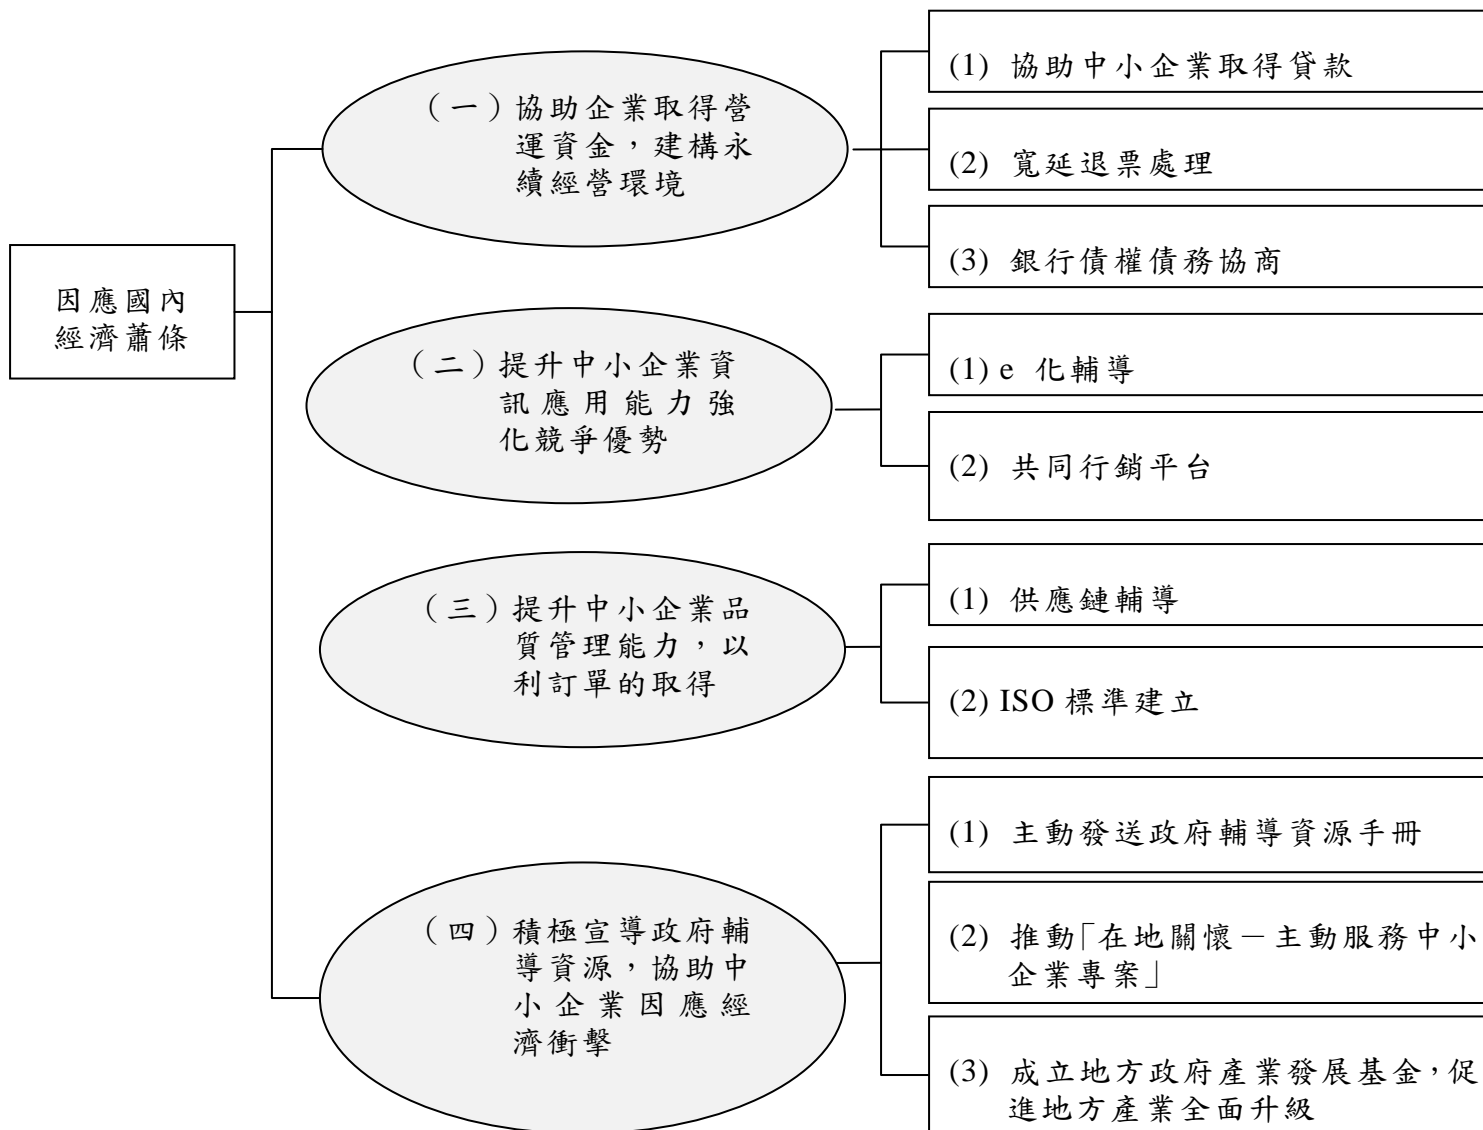 因應國內
經濟蕭條
（一）協助企業取得營
運資金，建構永
續經營環境
(1) 協助中小企業取得貸款
(2) 寬延退票處理
(3) 銀行債權債務協商
（二）提升中小企業資
訊應用能力強
化競爭優勢
(1) e 化輔導
(2) 共同行銷平台
（三）提升中小企業品
質管理能力，以
利訂單的取得
(1) 供應鏈輔導
(2) ISO 標準建立
（四）積極宣導政府輔
導資源，協助中
小企業因應經
濟衝擊
(1) 主動發送政府輔導資源手冊
(2) 推動「在地關懷－主動服務中小
企業專案」
(3) 成立地方政府產業發展基金，促
進地方產業全面升級